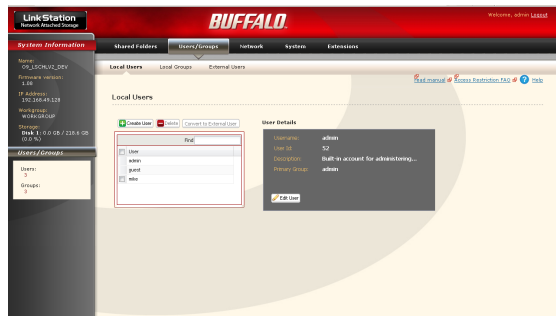 LinkStation
Network Attached Storage
BUFFALO
Welcome, admin Logout
System Information
Shared Folders
Users/Groups
Network
System
Extensions
Local Users
Local Groups
External Users
Name:
09_LSCHLV2_DEV
Firmware version:
1.08
IP Address:
192.168.49.128
Workgroup:
WORKGROUP
Storage:
Disk 1: 0.0 GB / 218.6 GB
(0.0 %)
Users/Groups
Users:
3
Groups:
3
Read manual
Access Restriction FAQ
Help
Local Users
Create User
Delete
Convert to External User
Find
User
admin
guest
mike
User Details
Username: admin
User Id: 52
Description: Built-in account for administering...
Primary Group: admin
Edit User